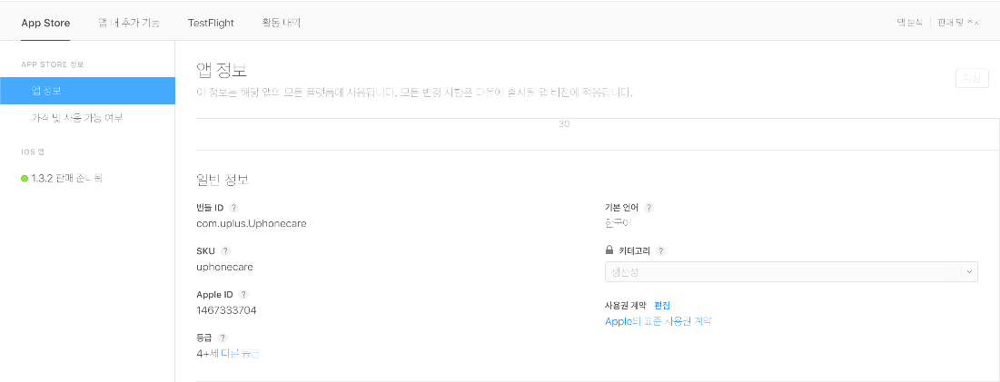 App Store 앱 내 추가 기능 TestFlight 활동 내역 앱 분석 판매 및 추세
APP STORE 정보
앱 정보
가격 및 사용 가능 여부
IOS 앱
1.3.2 판매 준비됨
앱 정보
저장
이 정보는 해당 앱의 모든 플랫폼에 사용됩니다. 모든 변경 사항은 다음에 출시될 앱 버전에 적용됩니다.
30
일반 정보
번들 ID ?
com.uplus.Uphonecare
SKU ?
uphonecare
Apple ID ?
1467333704
등급 ?
4+세 다른 등급
기본 언어 ?
한국어
카테고리 ?
생산성
사용권 계약 편집
Apple의 표준 사용권 계약